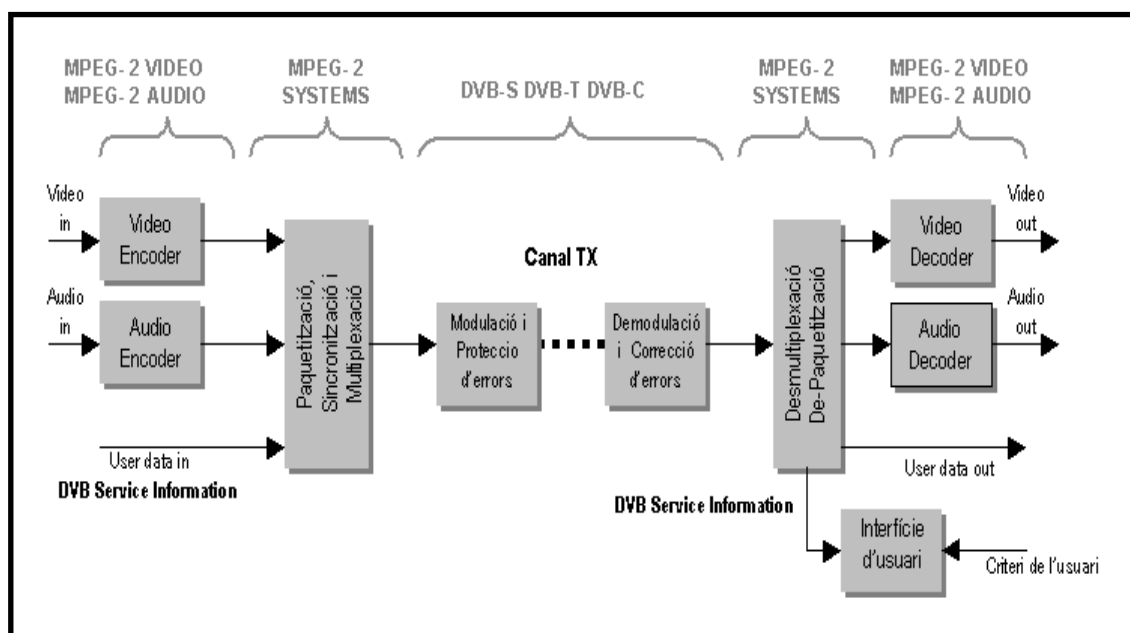 MPEG-2 VIDEO
MPEG-2 AUDIO
MPEG-2
SYSTEMS
DVB-S DVB-T DVB-C
MPEG-2
SYSTEMS
MPEG-2 VIDEO
MPEG-2 AUDIO
Video
in
Video
Encoder
Audio
in
Audio
Encoder
User data in
DVB Service Information
Paquetització,
Sincronització i
Multiplexació
Canal TX
Modulació i
Proteccio
d'errors
Demodulació
i Correcció
d'errors
Desmultiplexació
De-Paquetització
Video
Decoder
Video
out
Audio
Decoder
Audio
out
User data out
DVB Service Information
Interfície
d'usuari
Criteri de l'usuari